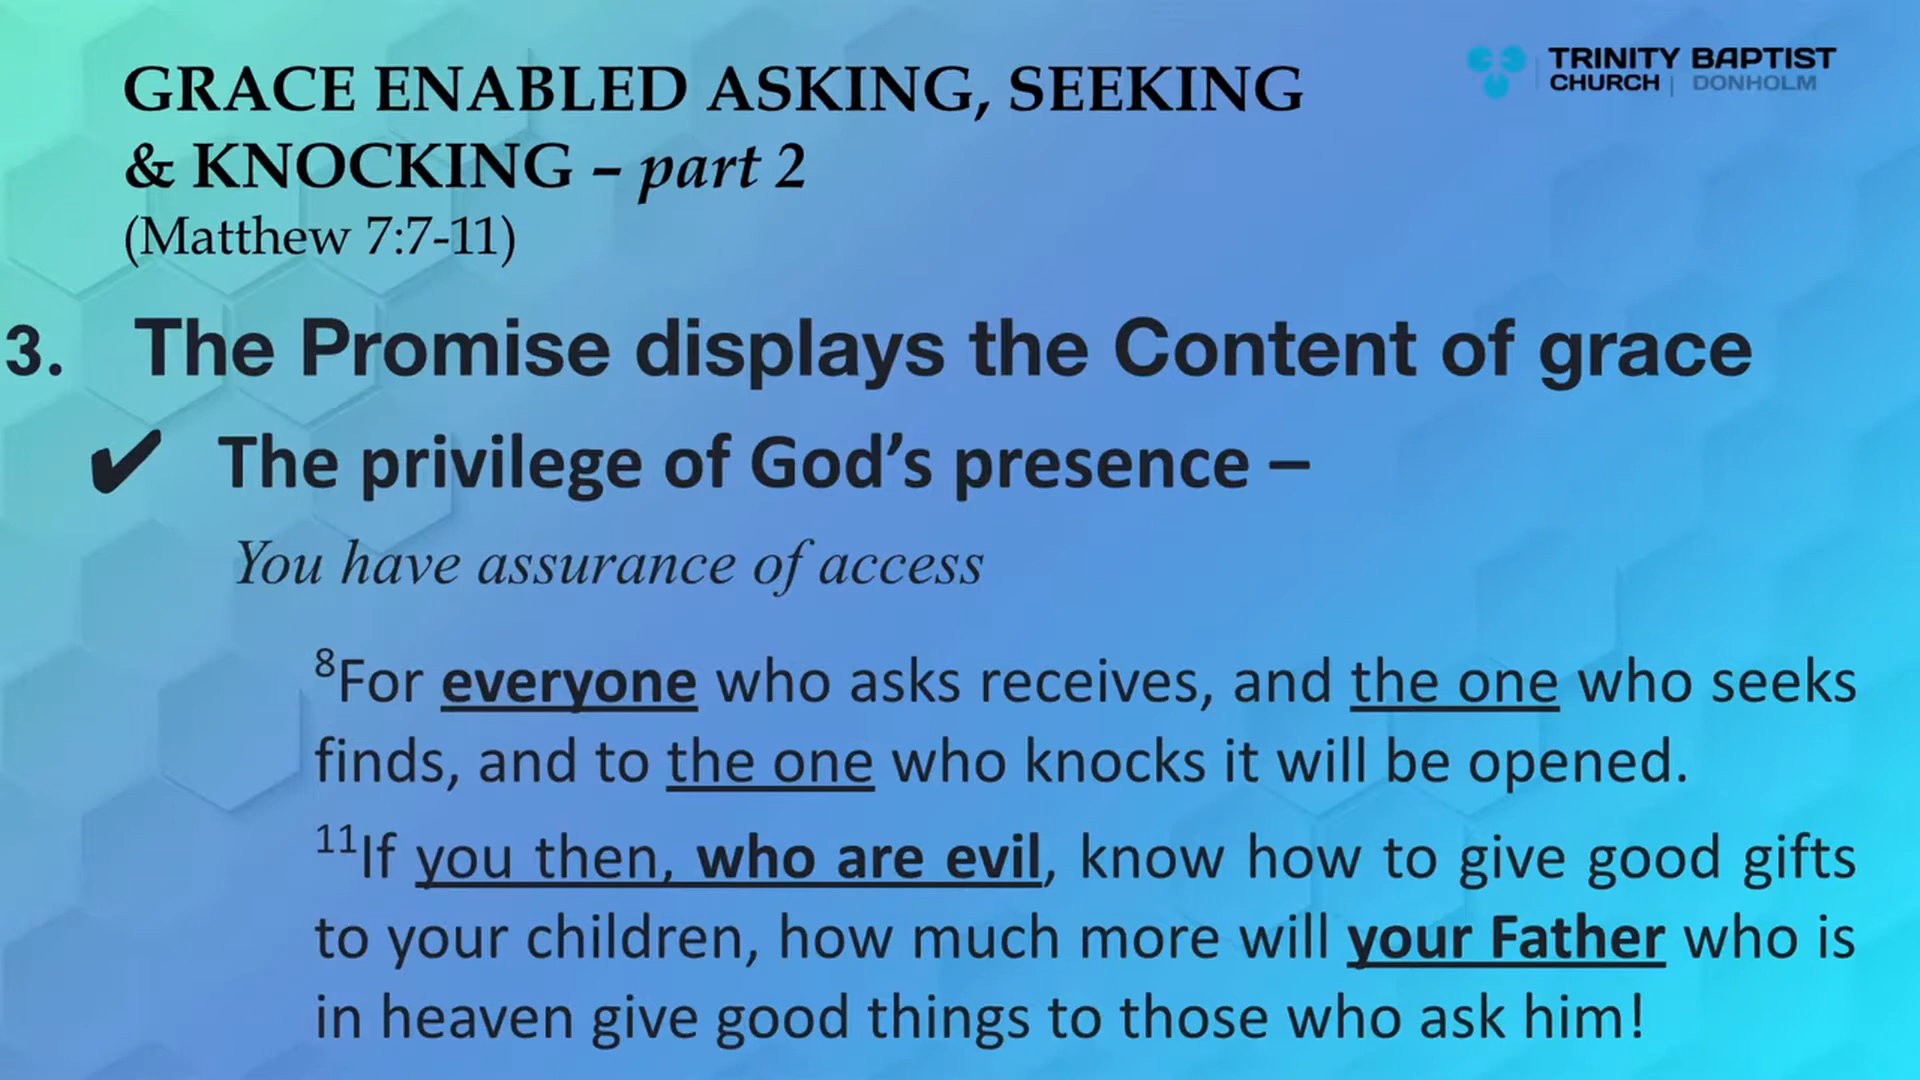 GRACE ENABLED ASKING, SEEKING
& KNOCKING – part 2
(Matthew 7:7-11)
TRINITY BAPTIST
CHURCH | DONHOLM
3. The Promise displays the Content of grace
✔ The privilege of God’s presence –
You have assurance of access
⁸For everyone who asks receives, and the one who seeks
finds, and to the one who knocks it will be opened.
¹¹If you then, who are evil, know how to give good gifts
to your children, how much more will your Father who is
in heaven give good things to those who ask him!